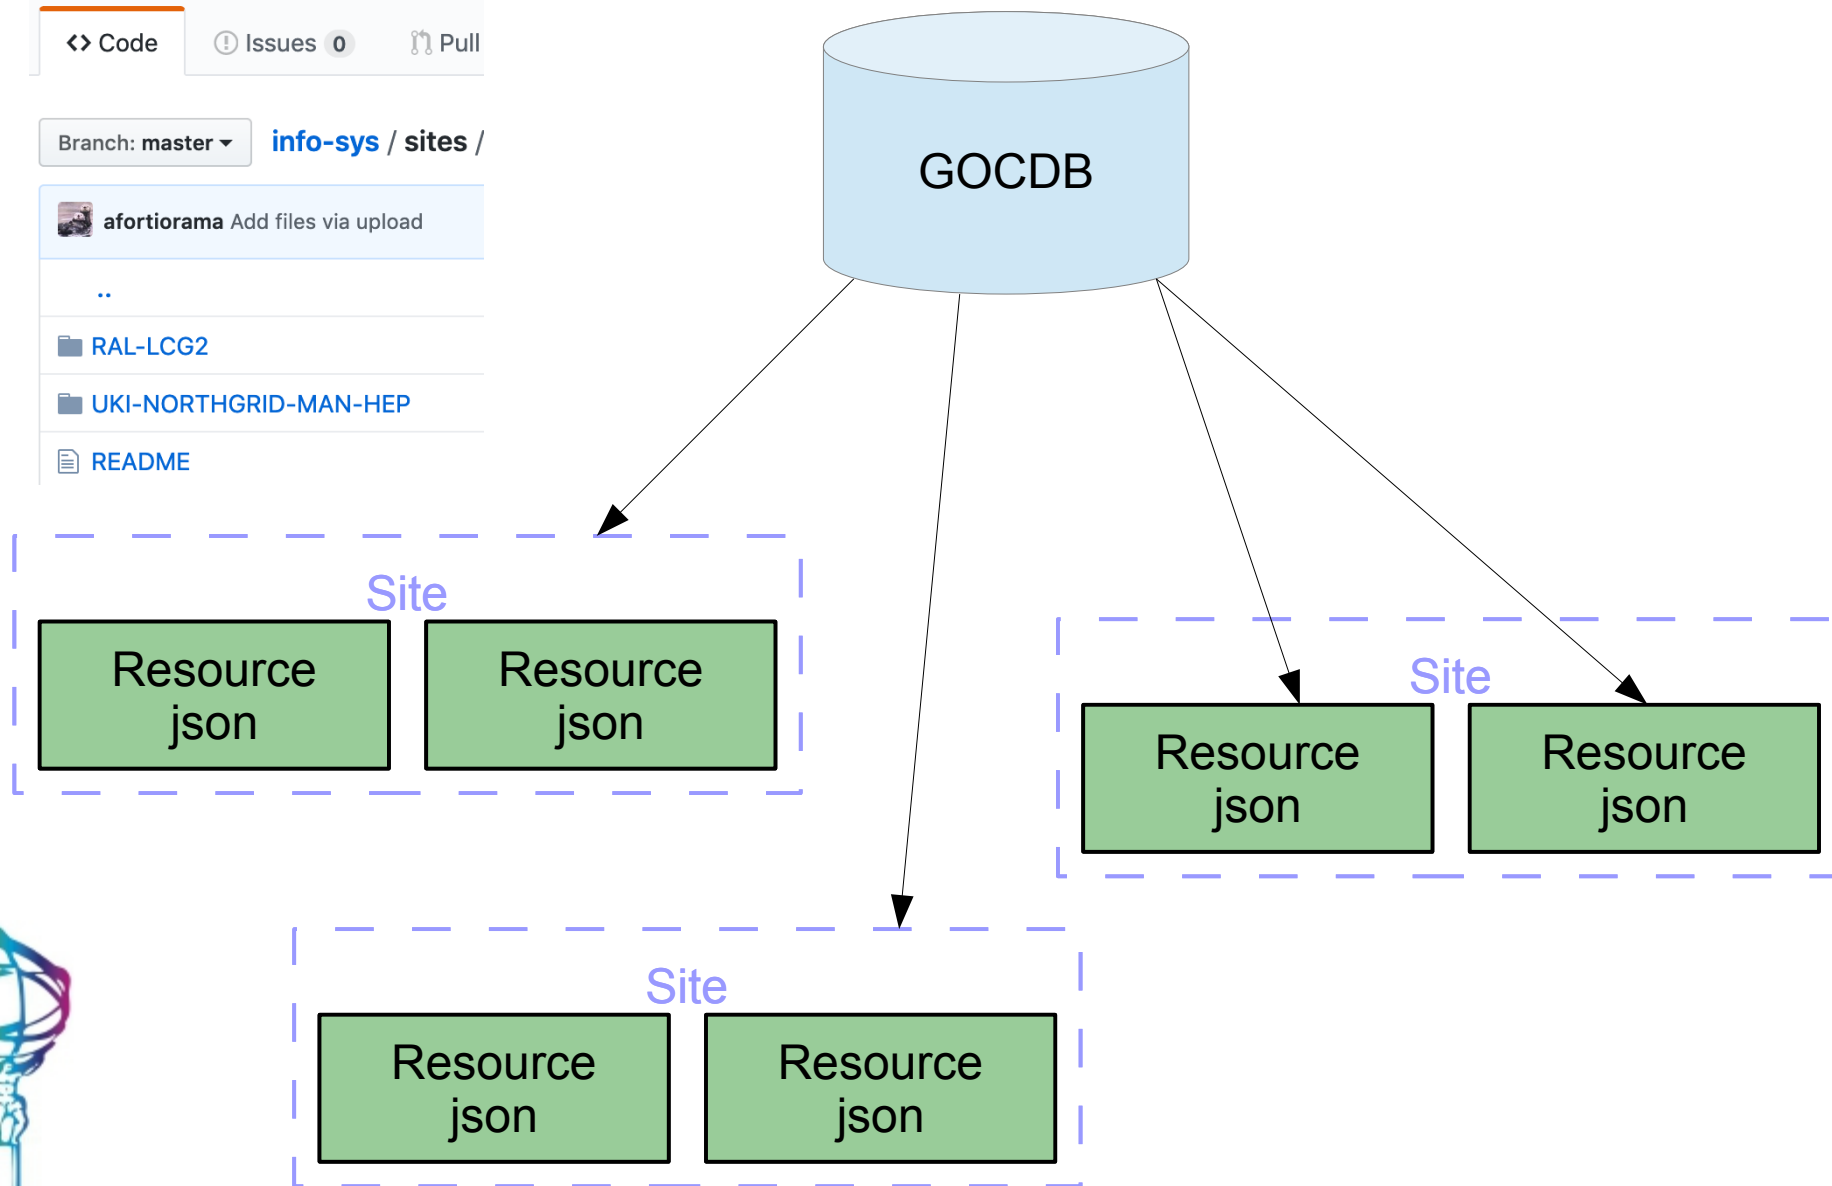 Code Issues 0 Pull
Branch: master info-sys / sites /
afortiorama Add files via upload
..
RAL-LCG2
UKI-NORTHGRID-MAN-HEP
README
GOCDB
Site
Resource
json
Resource
json
Site
Resource
json
Resource
json
Site
Resource
json
Resource
json